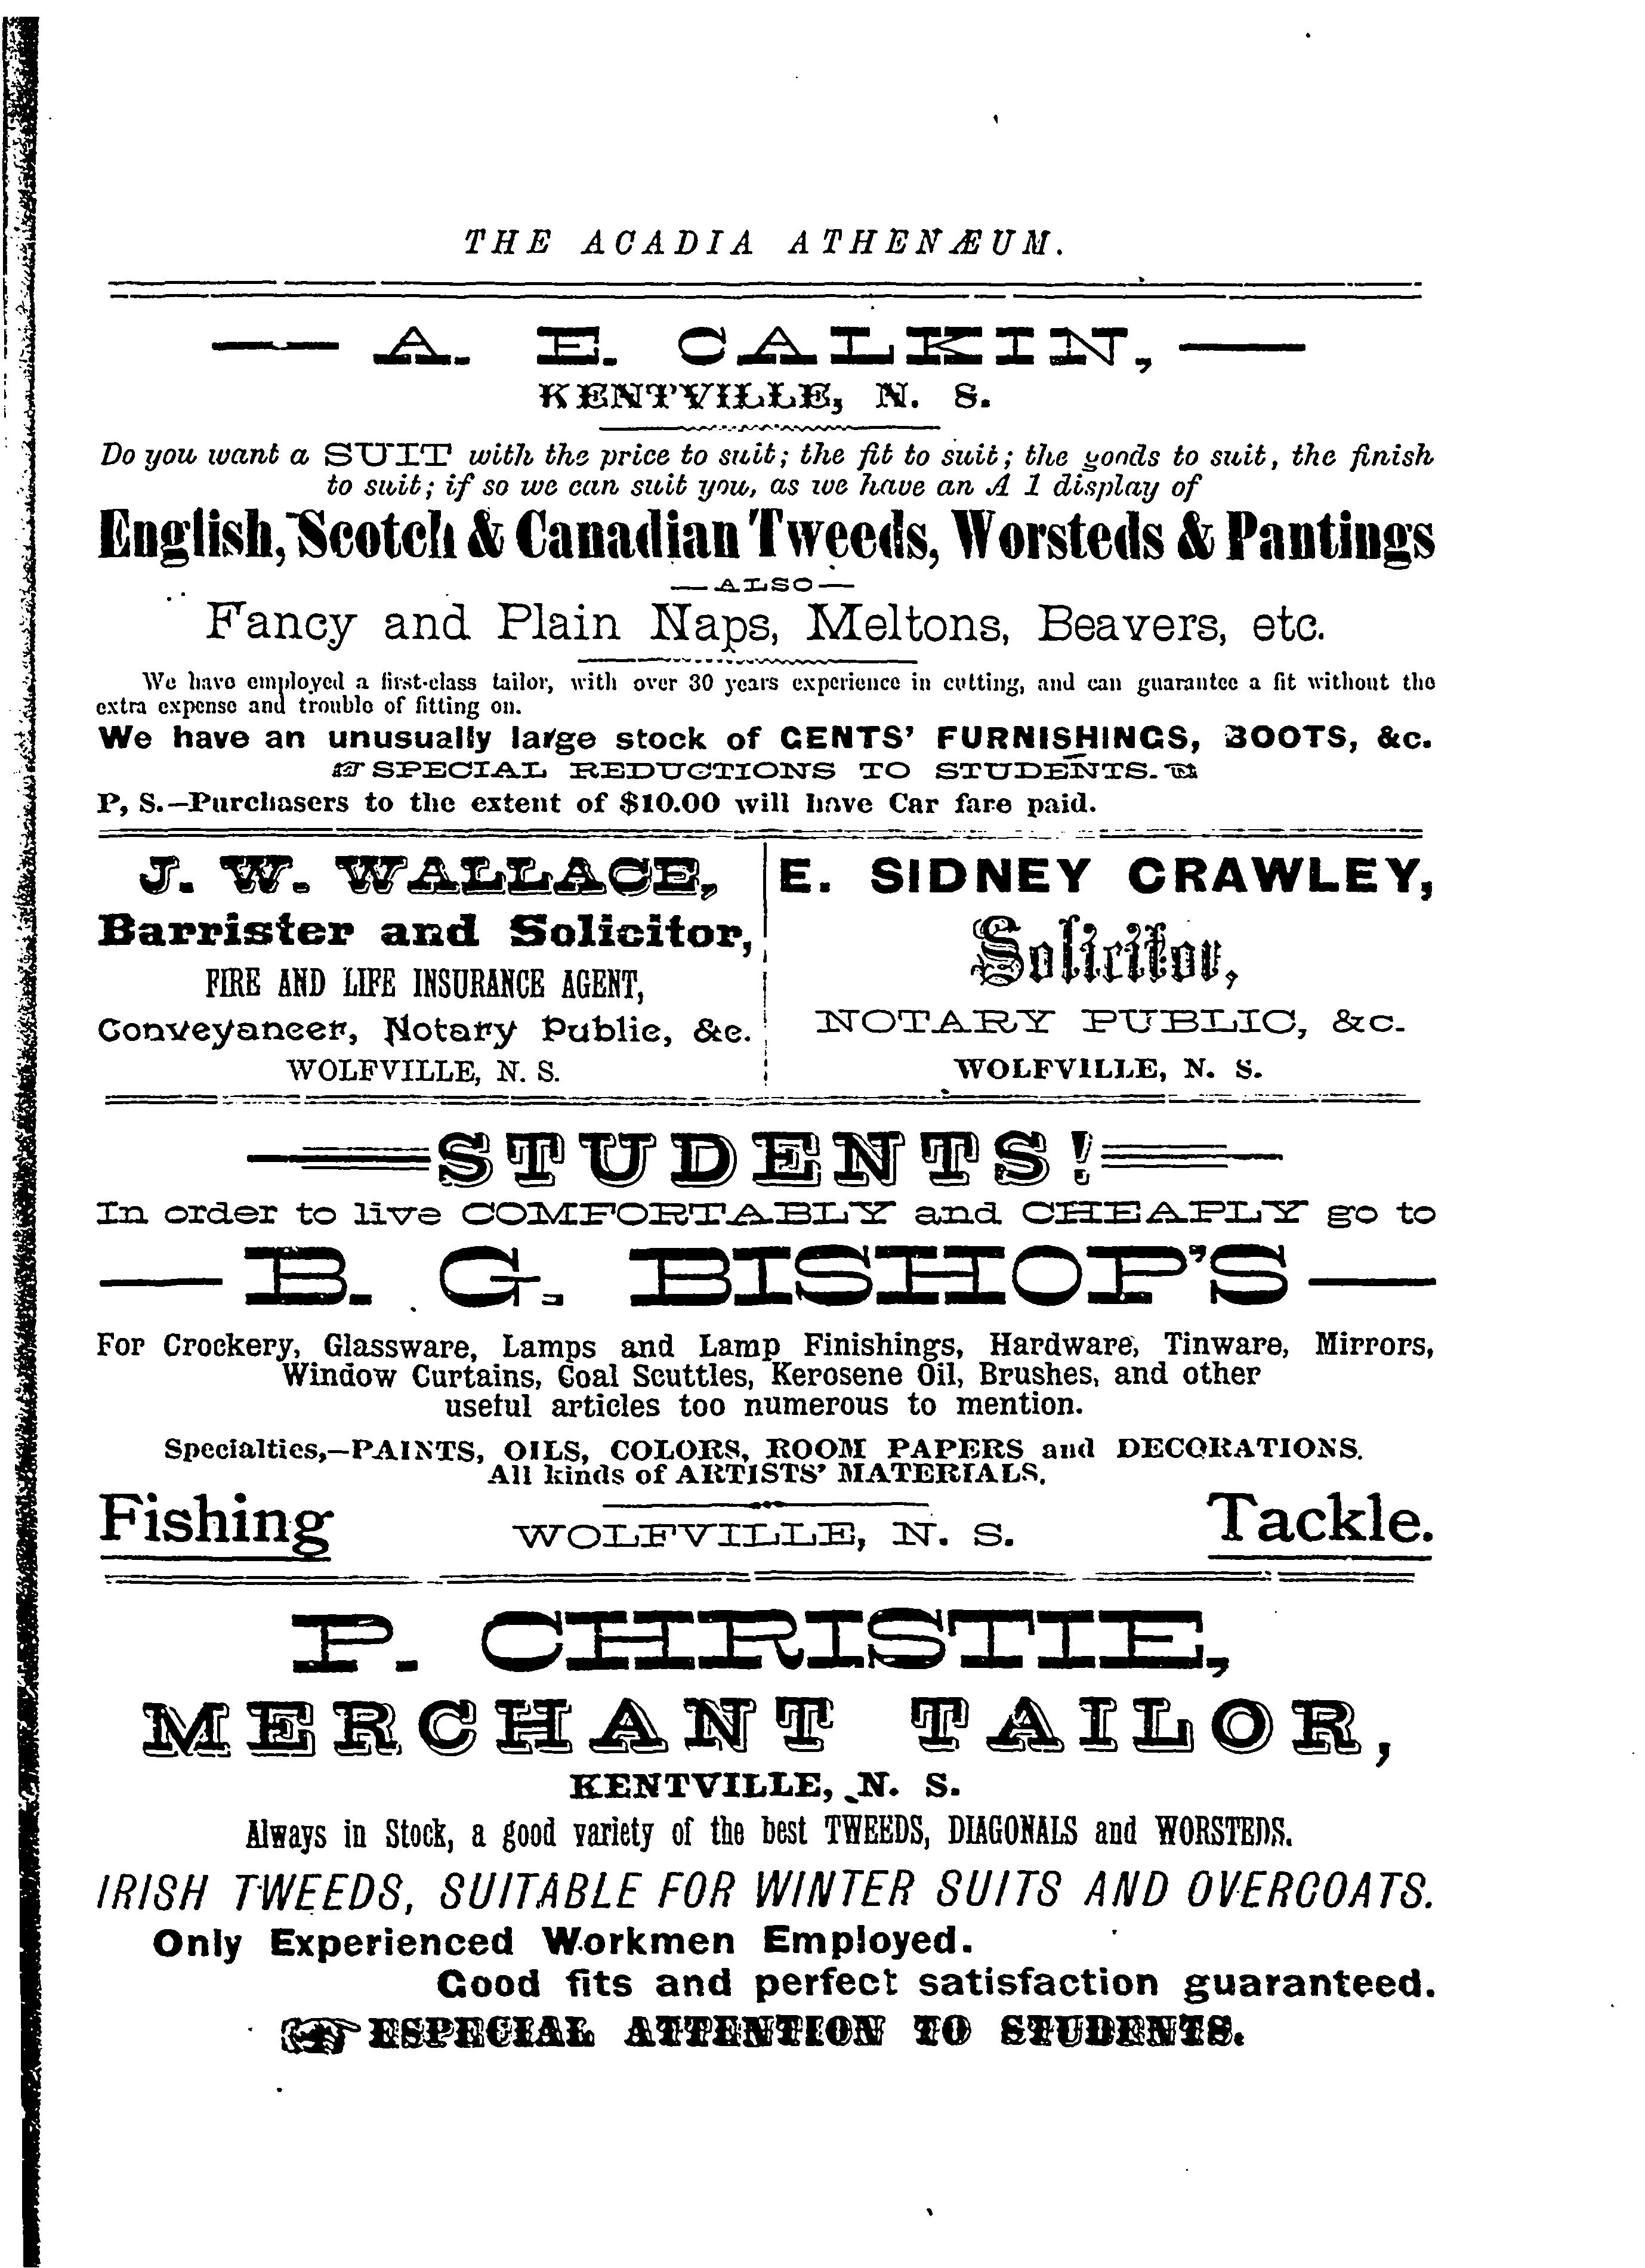 THE ACADIA ATHENÆUM.
— A. E. CALKIN, —
KENTVILLE, N. S.
Do you want a SUIT with the price to suit; the fit to suit; the goods to suit, the finish
to suit; if so we can suit you, as we have an A 1 display of
English, Scotch & Canadian Tweeds, Worsteds & Pantings
—ALSO—
Fancy and Plain Naps, Meltons, Beavers, etc.
We have employed a first-class tailor, with over 30 years experience in cutting, and can guarantee a fit without the
extra expense and trouble of fitting on.
We have an unusually large stock of GENTS' FURNISHINGS, BOOTS, &c.
☞ SPECIAL REDUCTIONS TO STUDENTS. ☜
P, S.—Purchasers to the extent of $10.00 will have Car fare paid.
J. W. WALLACE,
Barrister and Solicitor,
FIRE AND LIFE INSURANCE AGENT,
Conveyancer, Notary Public, &c.
WOLFVILLE, N. S.
E. SIDNEY CRAWLEY,
Solicitor,
NOTARY PUBLIC, &c.
WOLFVILLE, N. S.
STUDENTS!
In order to live COMFORTABLY and CHEAPLY go to
— B. G. BISHOP'S —
For Crockery, Glassware, Lamps and Lamp Finishings, Hardware, Tinware, Mirrors,
Window Curtains, Coal Scuttles, Kerosene Oil, Brushes, and other
useful articles too numerous to mention.
Specialties,—PAINTS, OILS, COLORS, ROOM PAPERS and DECORATIONS.
All kinds of ARTISTS' MATERIALS.
Fishing WOLFVILLE, N. S. Tackle.
P. CHRISTIE,
MERCHANT TAILOR,
KENTVILLE, N. S.
Always in Stock, a good variety of the best TWEEDS, DIAGONALS and WORSTEDS.
IRISH TWEEDS, SUITABLE FOR WINTER SUITS AND OVERCOATS.
Only Experienced Workmen Employed.
Good fits and perfect satisfaction guaranteed.
☞ ESPECIAL ATTENTION TO STUDENTS.